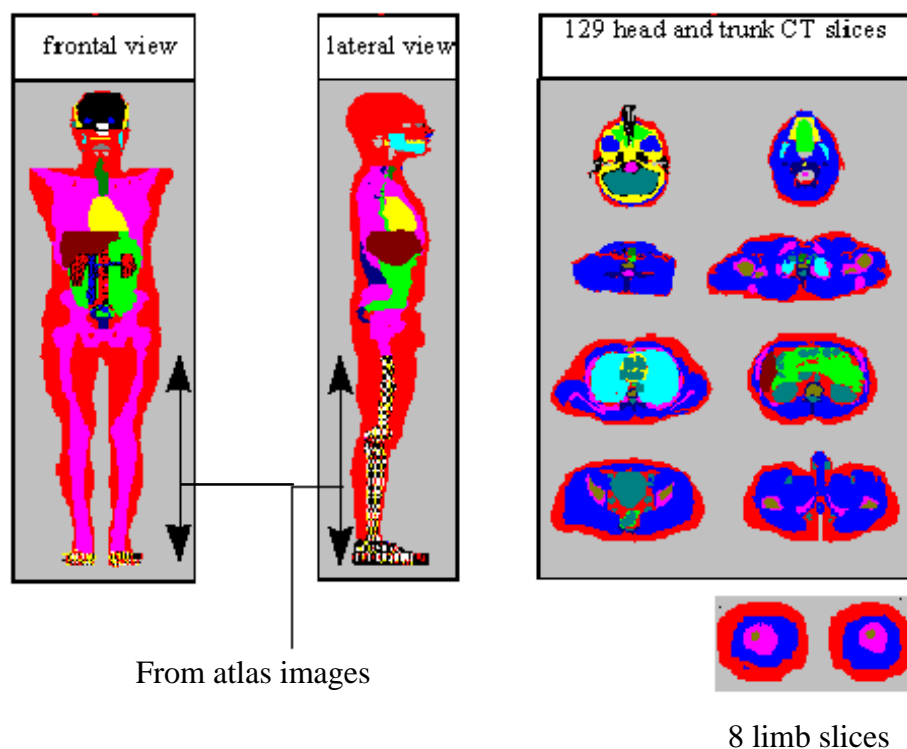 frontal view
lateral view
129 head and trunk CT slices
From atlas images
8 limb slices